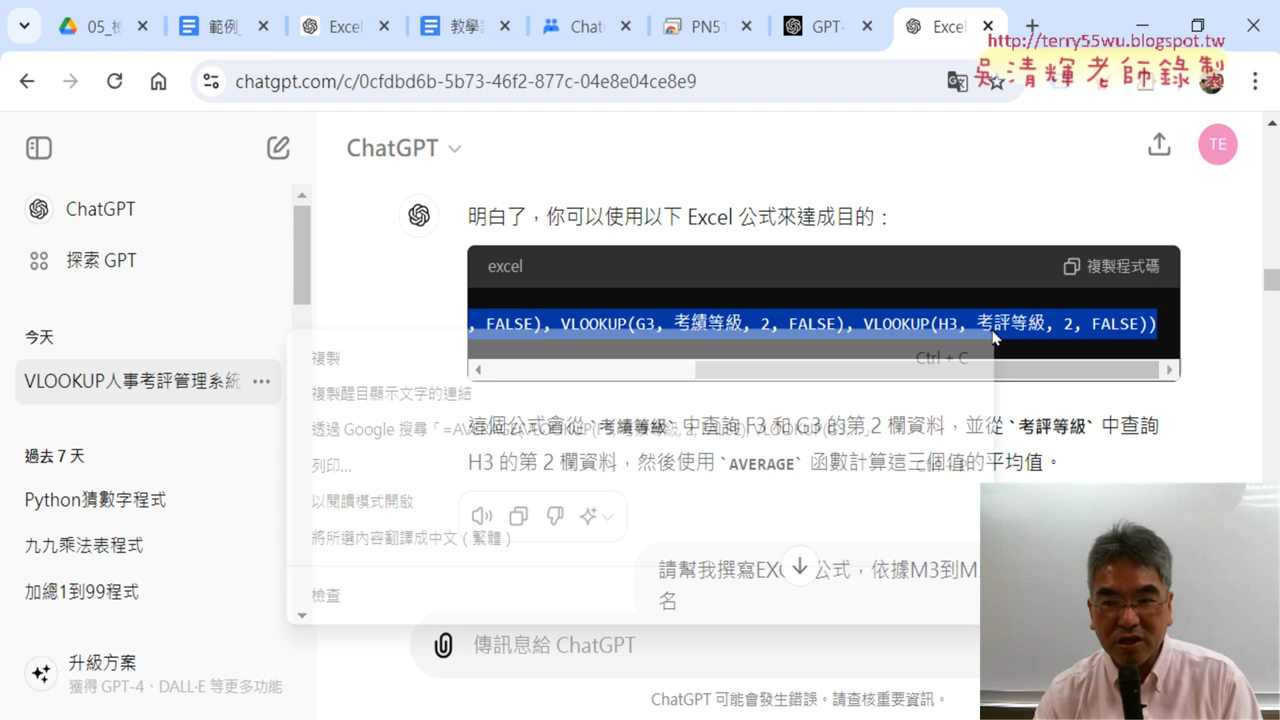 05_檢
範例_
Excel
教學
Chat
PN51
GPT-
Excel
http://terry55wu.blogspot.tw
吳清輝老師錄製
chatgpt.com/c/0cfdbd6b-5b73-46f2-877c-04e8e04ce8e9
ChatGPT
TE
ChatGPT
探索 GPT
今天
VLOOKUP人事考評管理系統
過去 7 天
Python猜數字程式
九九乘法表程式
加總1到99程式
升級方案
獲得 GPT-4、DALL·E 等更多功能
明白了，你可以使用以下 Excel 公式來達成目的：
excel
複製程式碼
, FALSE), VLOOKUP(G3, 考績等級, 2, FALSE), VLOOKUP(H3, 考評等級, 2, FALSE))
複製
Ctrl + C
複製醒目顯示文字的連結
列印...
以閱讀模式開啟
將所選內容翻譯成中文（繁體）
檢查
這個公式會從 `考績等級` 中查詢 F3 和 G3 的第 2 欄資料，並從 `考評等級` 中查詢
H3 的第 2 欄資料，然後使用 `AVERAGE` 函數計算這三個值的平均值。
請幫我撰寫EXC 公式，依據M3到M
名
傳訊息給 ChatGPT
ChatGPT 可能會發生錯誤。請查核重要資訊。